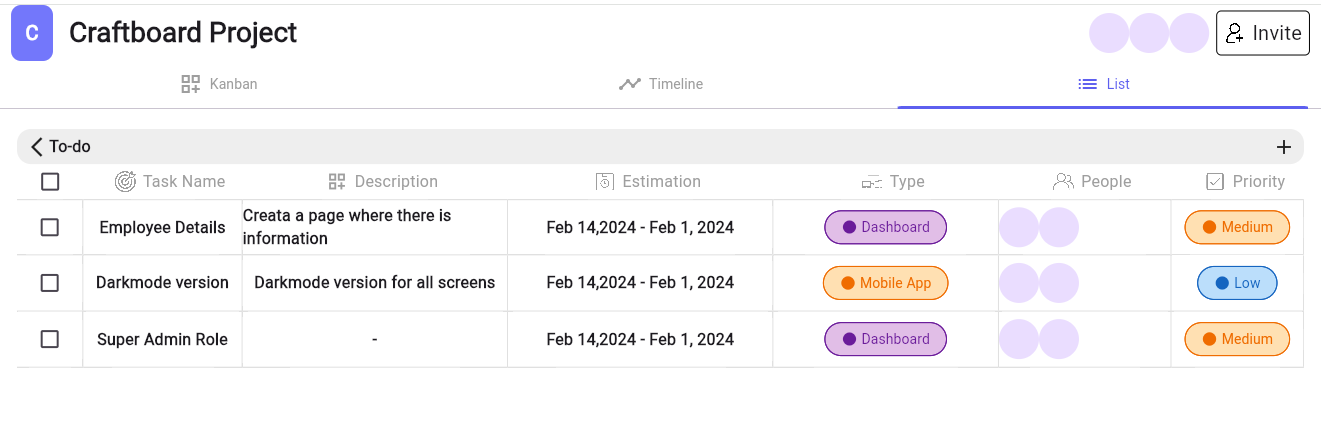 C Craftboard Project Invite
Kanban Timeline List
To-do
Task Name Description Estimation Type People Priority
Employee Details Creata a page where there is information Feb 14,2024 - Feb 1, 2024 Dashboard Medium
Darkmode version Darkmode version for all screens Feb 14,2024 - Feb 1, 2024 Mobile App Low
Super Admin Role - Feb 14,2024 - Feb 1, 2024 Dashboard Medium